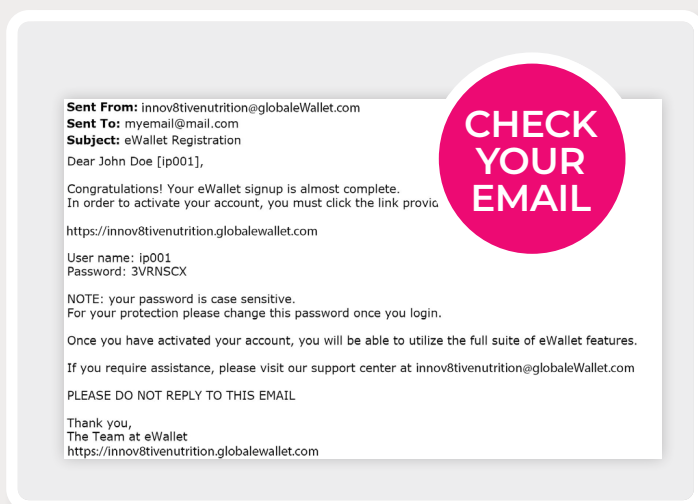 Sent From: innov8tivenutrition@globaleWallet.com
Sent To: myemail@mail.com
Subject: eWallet Registration
Dear John Doe [ip001],
Congratulations! Your eWallet signup is almost complete.
In order to activate your account, you must click the link provid
https://innov8tivenutrition.globalewallet.com
User name: ip001
Password: 3VRNSCX
NOTE: your password is case sensitive.
For your protection please change this password once you login.
Once you have activated your account, you will be able to utilize the full suite of eWallet features.
If you require assistance, please visit our support center at innov8tivenutrition@globaleWallet.com
PLEASE DO NOT REPLY TO THIS EMAIL
Thank you,
The Team at eWallet
https://innov8tivenutrition.globalewallet.com
CHECK
YOUR
EMAIL